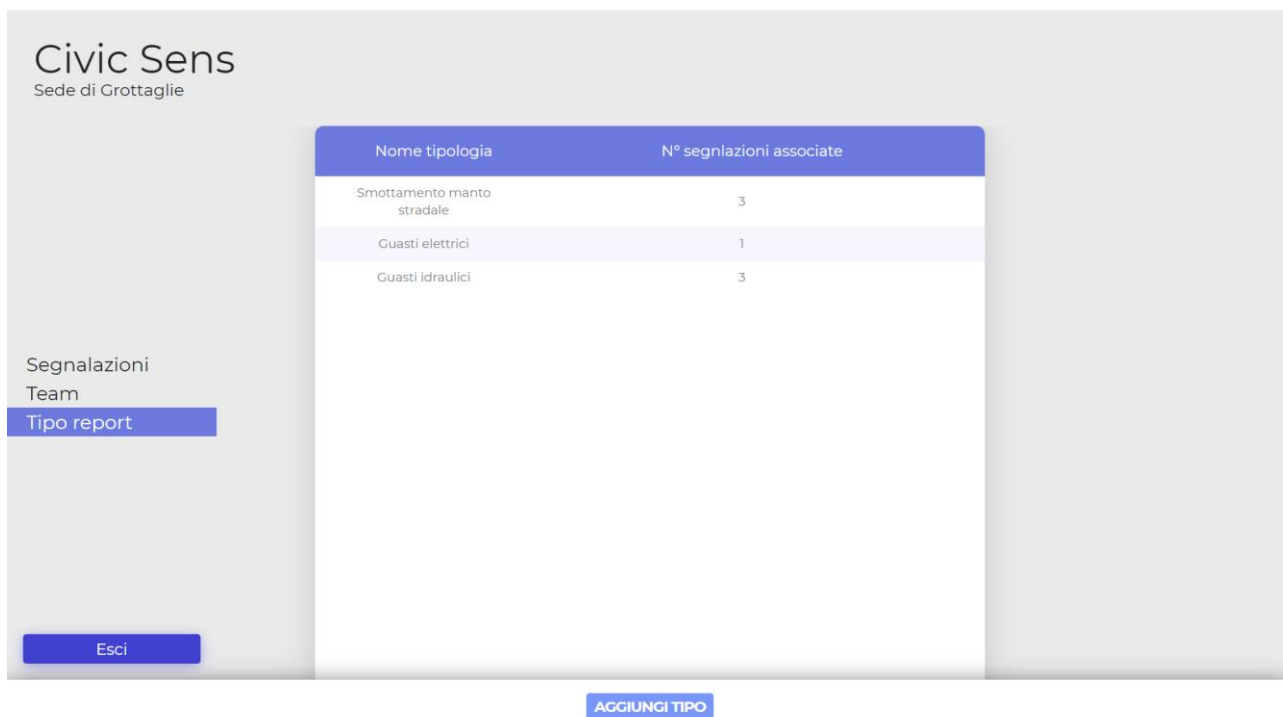 Civic Sens
Sede di Grottaglie
Nome tipologia N° segnlazioni associate
Smottamento manto
stradale 3
Guasti elettrici 1
Guasti idraulici 3
Segnalazioni
Team
Tipo report
Esci
AGGIUNGI TIPO